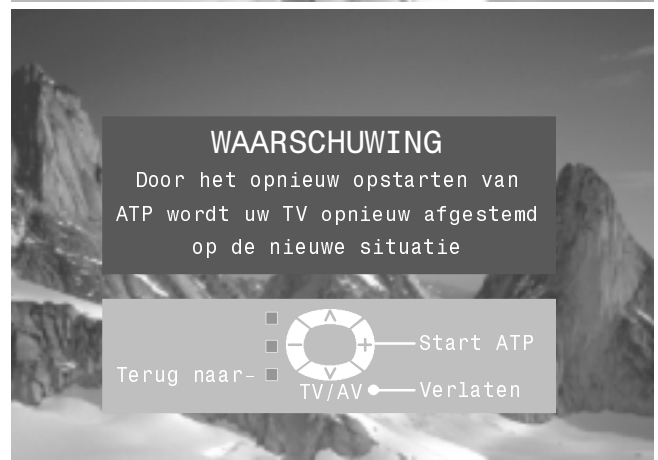 WAARSCHUWING
Door het opnieuw opstarten van
ATP wordt uw TV opnieuw afgestemd
op de nieuwe situatie
Start ATP
Terug naar
TV/AV
Verlaten